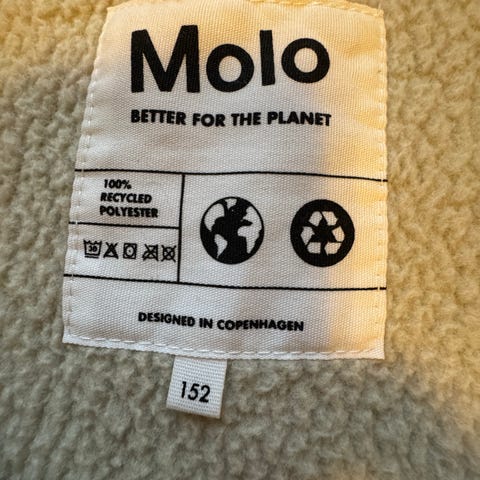 Molo
BETTER FOR THE PLANET
100%
RECYCLED
POLYESTER
30
DESIGNED IN COPENHAGEN
152